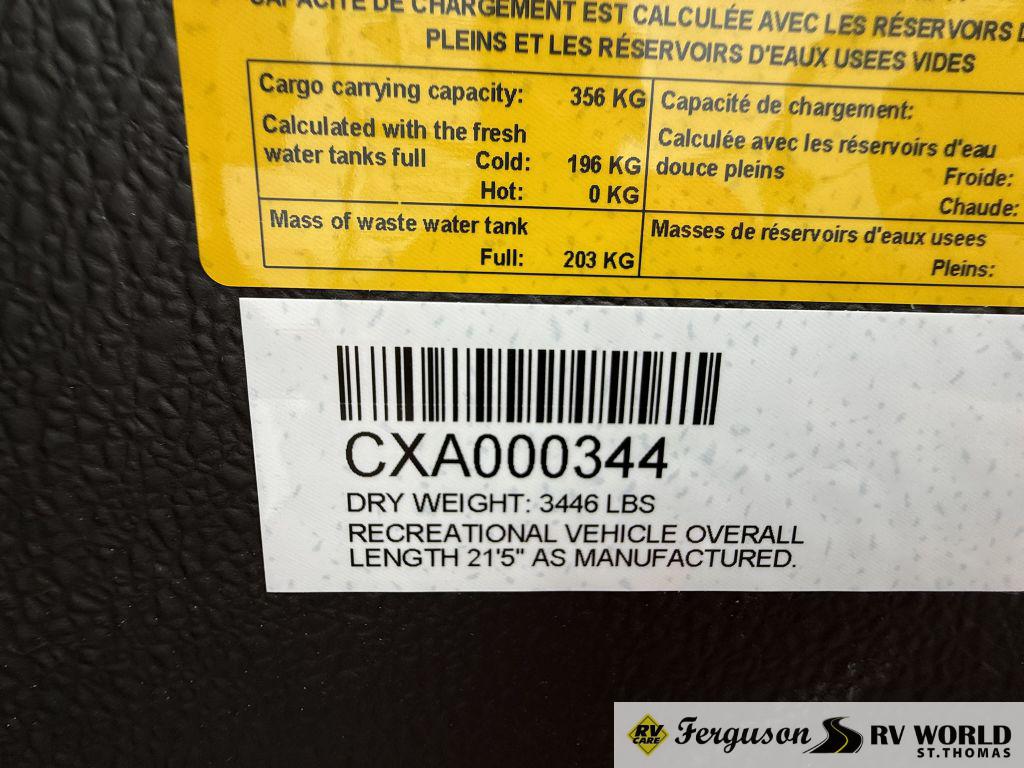 CAPACITÉ DE CHARGEMENT EST CALCULÉE AVEC LES RÉSERVOIRS
PLEINS ET LES RÉSERVOIRS D'EAUX USEES VIDES
Cargo carrying capacity: 356 KG
Calculated with the fresh
water tanks full Cold: 196 KG
Hot: 0 KG
Mass of waste water tank
Full: 203 KG
Capacité de chargement:
Calculée avec les réservoirs d'eau
douce pleins Froide:
Chaude:
Masses de réservoirs d'eaux usees
Pleins:
CXA000344
DRY WEIGHT: 3446 LBS
RECREATIONAL VEHICLE OVERALL
LENGTH 21'5" AS MANUFACTURED.
RV CARE Ferguson RV WORLD
ST.THOMAS